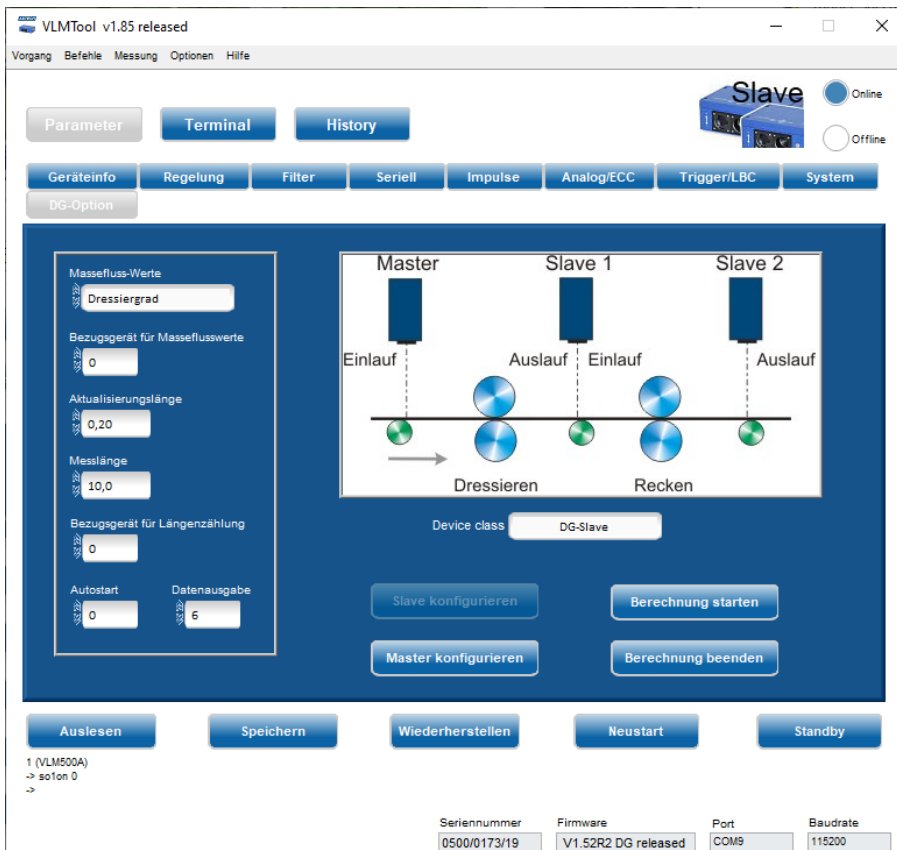 VLMTool v1.85 released
Vorgang Befehle Messung Optionen Hilfe
Parameter Terminal History Slave Online
Offline
Geräteinfo Regelung Filter Seriell Impulse Analog/ECC Trigger/LBC System
DG-Option
Massefluss-Werte
Dressiergrad
Bezugsgerät für Masseflusswerte
0
Aktualisierungslänge
0,20
Messlänge
10,0
Bezugsgerät für Längenzählung
0
Autostart Datenausgabe
0 6
Master Slave 1 Slave 2
Einlauf Auslauf Einlauf Auslauf
Dressieren Recken
Device class DG-Slave
Slave konfigurieren Berechnung starten
Master konfigurieren Berechnung beenden
Auslesen Speichern Wiederherstellen Neustart Standby
1 (VLM500A)
-> so1on 0
->
Seriennummer Firmware Port Baudrate
0500/0173/19 V1.52R2 DG released COM9 115200